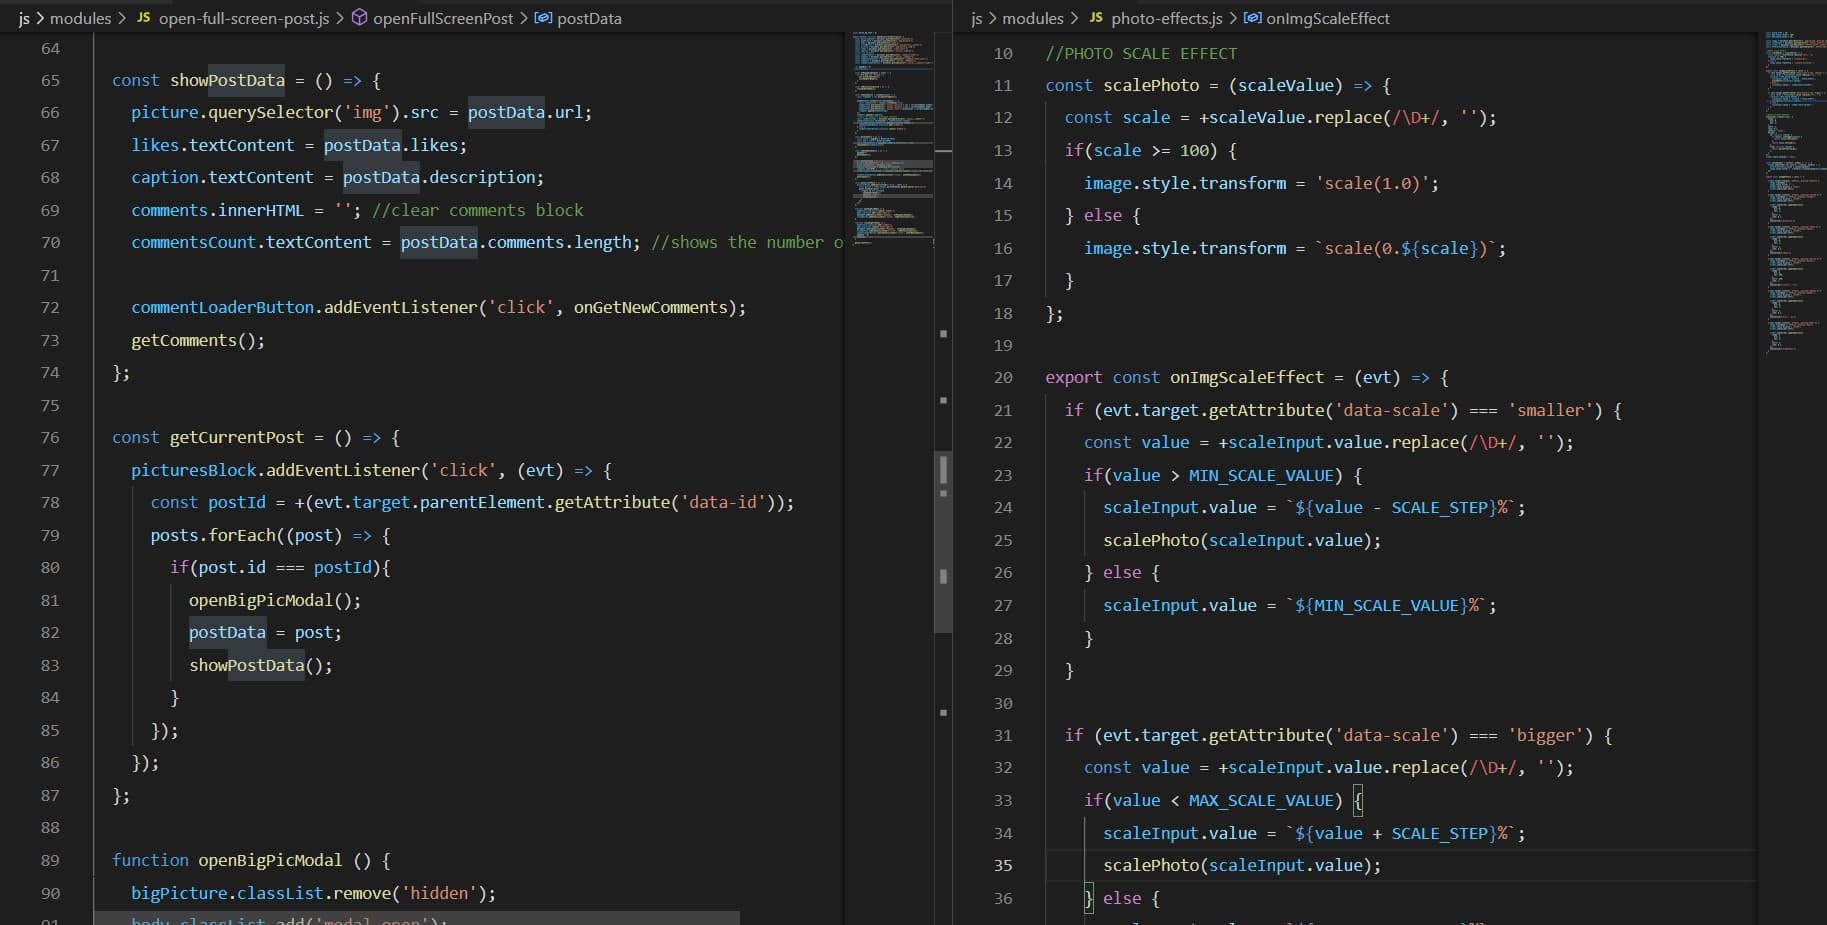 js > modules > JS open-full-screen-post.js > openFullScreenPost > postData
64
65 const showPostData = () => {
66 picture.querySelector('img').src = postData.url;
67 likes.textContent = postData.likes;
68 caption.textContent = postData.description;
69 comments.innerHTML = ''; //clear comments block
70 commentsCount.textContent = postData.comments.length; //shows the number o
71
72 commentLoaderButton.addEventListener('click', onGetNewComments);
73 getComments();
74 };
75
76 const getCurrentPost = () => {
77 picturesBlock.addEventListener('click', (evt) => {
78 const postId = +(evt.target.parentElement.getAttribute('data-id'));
79 posts.forEach((post) => {
80 if(post.id === postId){
81 openBigPicModal();
82 postData = post;
83 showPostData();
84 }
85 });
86 });
87 };
88
89 function openBigPicModal () {
90 bigPicture.classList.remove('hidden');
91 body.classList.add('modal-open');
js > modules > JS photo-effects.js > onImgScaleEffect
10 //PHOTO SCALE EFFECT
11 const scalePhoto = (scaleValue) => {
12 const scale = +scaleValue.replace(/\D+/, '');
13 if(scale >= 100) {
14 image.style.transform = 'scale(1.0)';
15 } else {
16 image.style.transform = `scale(0.${scale})`;
17 }
18 };
19
20 export const onImgScaleEffect = (evt) => {
21 if (evt.target.getAttribute('data-scale') === 'smaller') {
22 const value = +scaleInput.value.replace(/\D+/, '');
23 if(value > MIN_SCALE_VALUE) {
24 scaleInput.value = `${value - SCALE_STEP}%`;
25 scalePhoto(scaleInput.value);
26 } else {
27 scaleInput.value = `${MIN_SCALE_VALUE}%`;
28 }
29 }
30
31 if (evt.target.getAttribute('data-scale') === 'bigger') {
32 const value = +scaleInput.value.replace(/\D+/, '');
33 if(value < MAX_SCALE_VALUE) {
34 scaleInput.value = `${value + SCALE_STEP}%`;
35 scalePhoto(scaleInput.value);
36 } else {